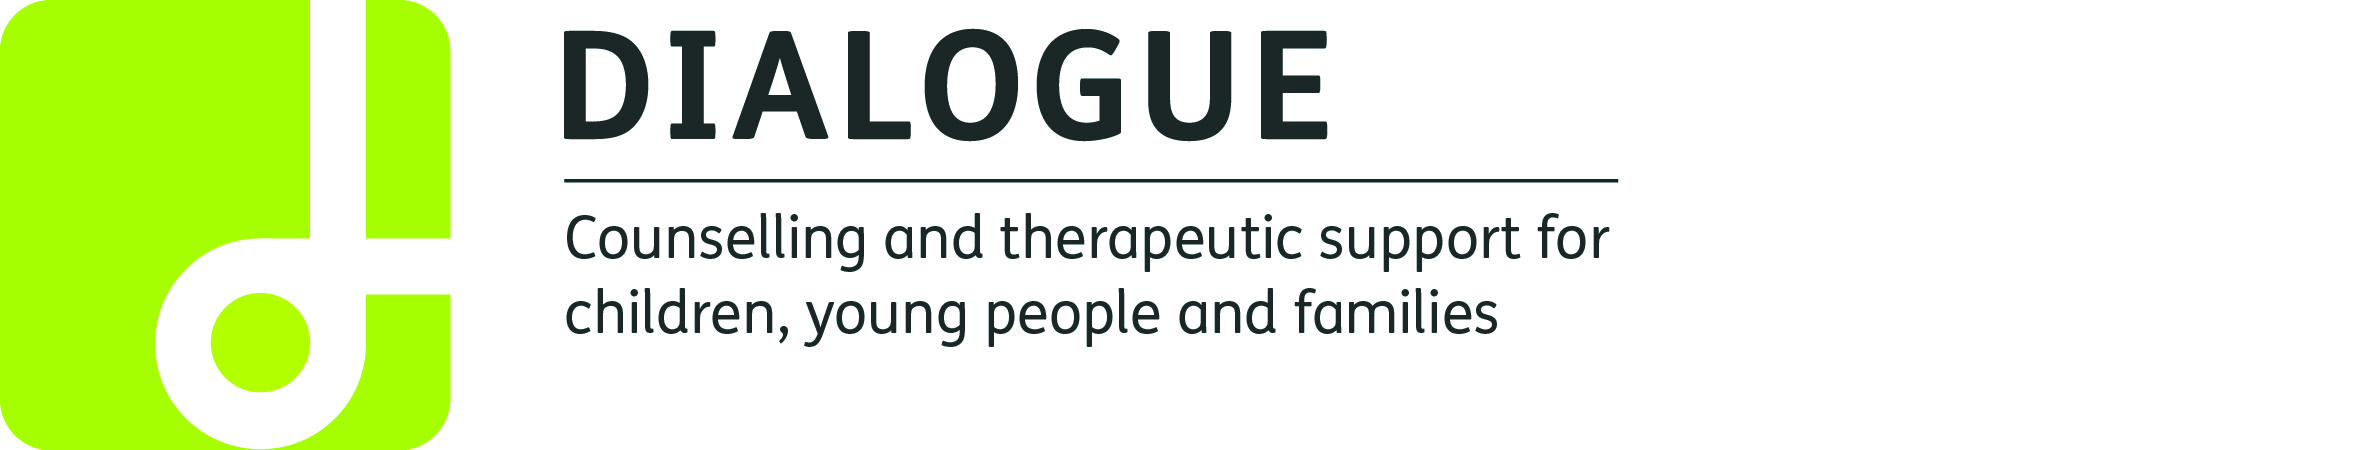 DIALOGUE
Counselling and therapeutic support for
children, young people and families